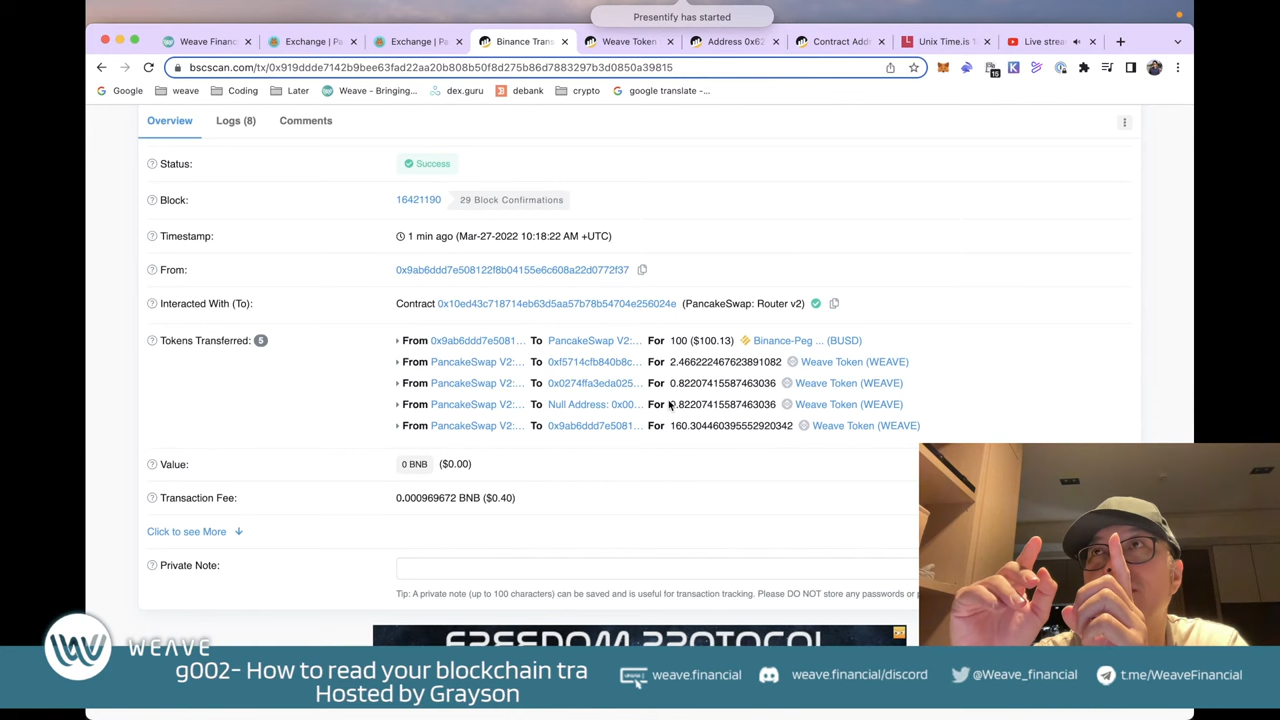 Presentify has started
Weave Financ
Exchange | Pa
Exchange | Pa
Binance Trans
Weave Token
Address 0x62
Contract Add
Unix Time.is 1
Live strea
bscscan.com/tx/0x919ddde7142b9bee63fad22aa20b808b50f8d275b86d7883297b3d0850a39815
15
Google
weave
Coding
Later
Weave - Bringing...
dex.guru
debank
crypto
google translate -...
Overview
Logs (8)
Comments
Status:
Success
Block:
16421190
29 Block Confirmations
Timestamp:
1 min ago (Mar-27-2022 10:18:22 AM +UTC)
From:
0x9ab6ddd7e508122f8b04155e6c608a22d0772f37
Interacted With (To):
Contract 0x10ed43c718714eb63d5aa57b78b54704e256024e (PancakeSwap: Router v2)
Tokens Transferred: 5
From 0x9ab6ddd7e5081... To PancakeSwap V2:... For 100 ($100.13) Binance-Peg ... (BUSD)
From PancakeSwap V2:... To 0xf5714cfb840b8c... For 2.466222467623891082 Weave Token (WEAVE)
From PancakeSwap V2:... To 0x0274ffa3eda025... For 0.82207415587463036 Weave Token (WEAVE)
From PancakeSwap V2:... To Null Address: 0x00... For 0.82207415587463036 Weave Token (WEAVE)
From PancakeSwap V2:... To 0x9ab6ddd7e5081... For 160.304460395552920342 Weave Token (WEAVE)
Value:
0 BNB ($0.00)
Transaction Fee:
0.000969672 BNB ($0.40)
Click to see More
Private Note:
Tip: A private note (up to 100 characters) can be saved and is useful for transaction tracking. Please DO NOT store any passwords or p
FREEDOM PROTOCOL
WEAVE
g002- How to read your blockchain tra
Hosted by Grayson
weave.financial
weave.financial/discord
@Weave_financial
t.me/WeaveFinancial